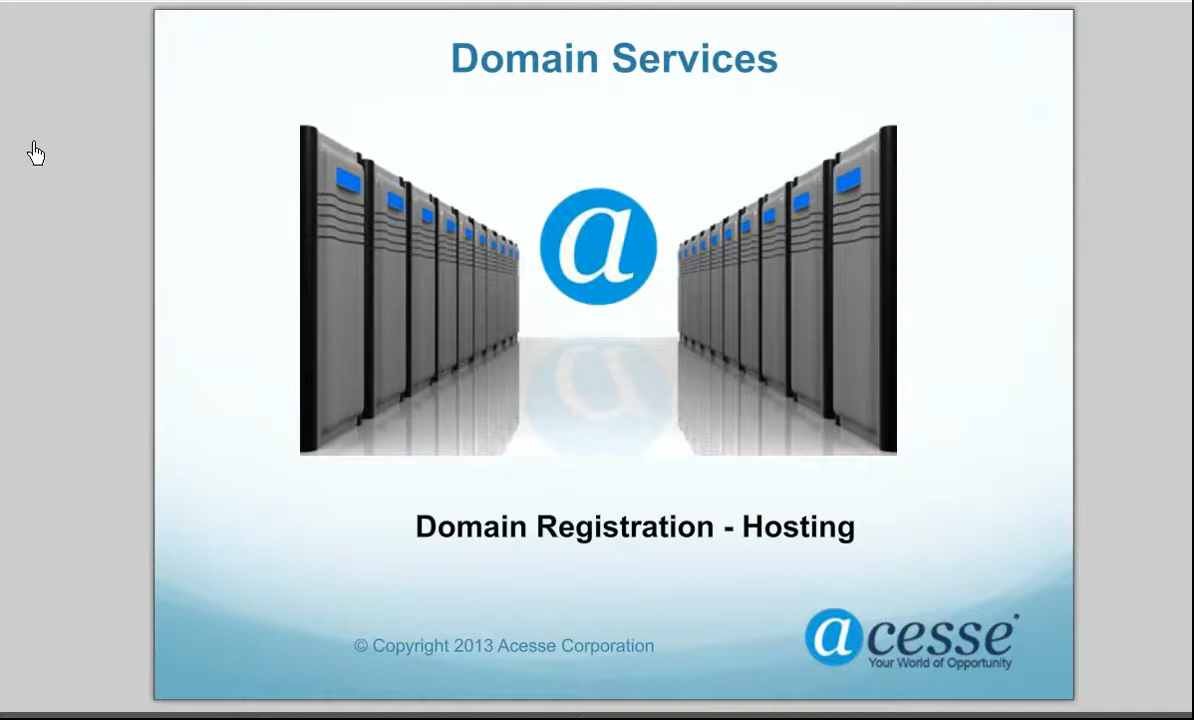 Domain Services
a
Domain Registration - Hosting
© Copyright 2013 Acesse Corporation
acesse
Your World of Opportunity